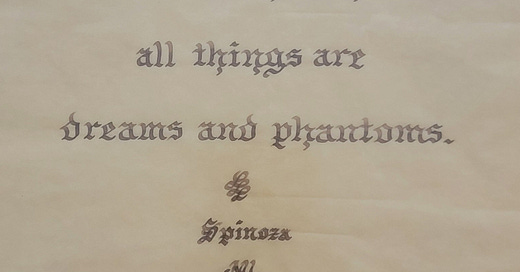 all things are
dreams and phantoms.
Spinoza